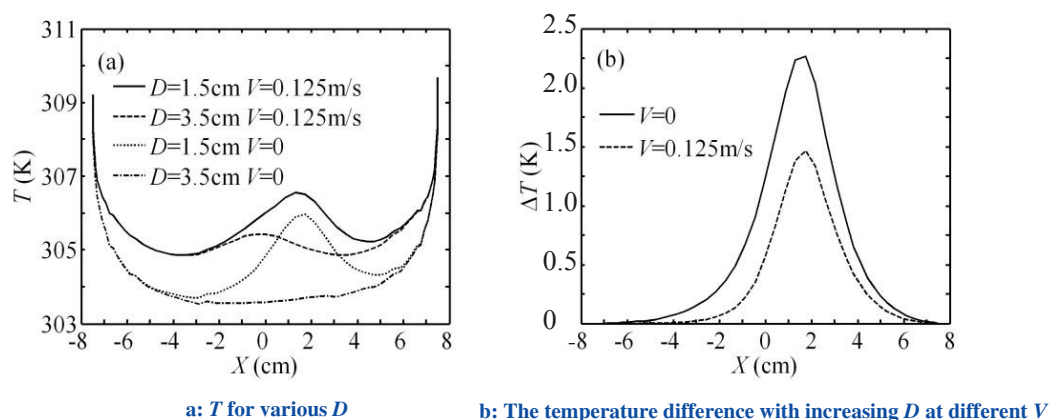 311
309
307
305
303
T (K)
(a)
D=1.5cm V=0.125m/s
D=3.5cm V=0.125m/s
D=1.5cm V=0
D=3.5cm V=0
-8 -6 -4 -2 0 2 4 6 8
X (cm)
2.5
2.0
1.5
1.0
0.5
0
ΔT (K)
(b)
V=0
V=0.125m/s
-8 -6 -4 -2 0 2 4 6 8
X (cm)
a: T for various D
b: The temperature difference with increasing D at different V